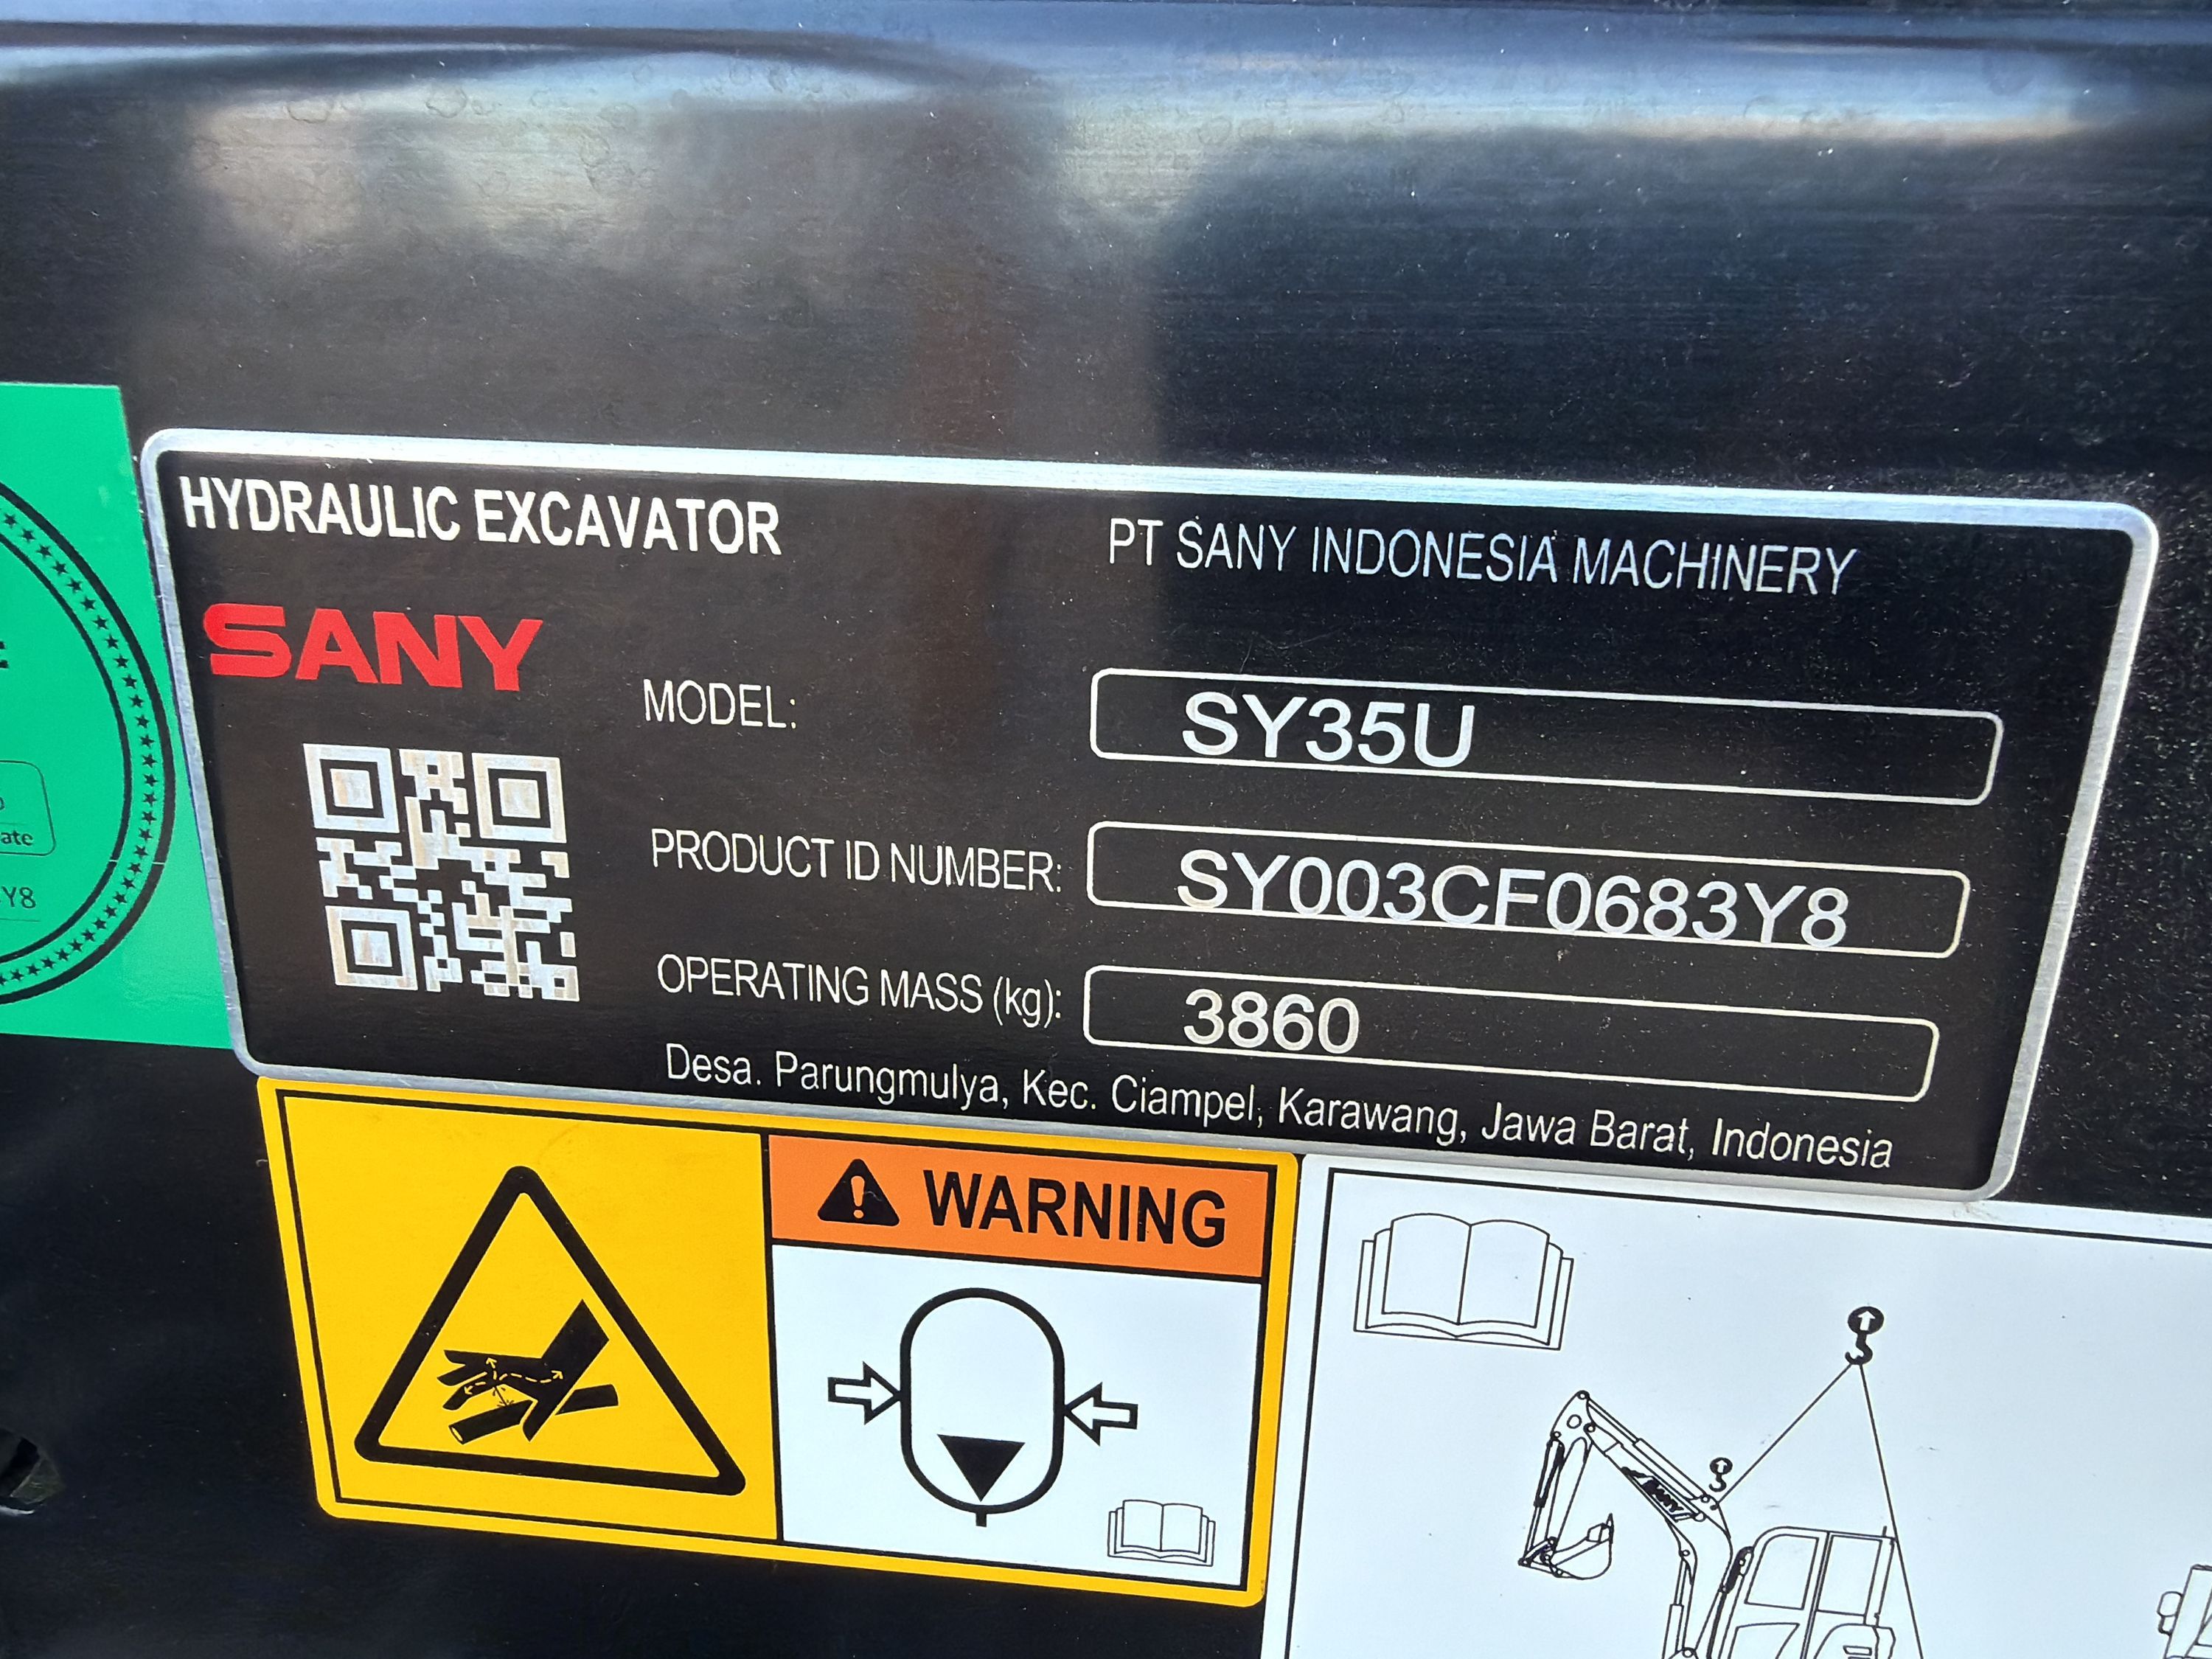 HYDRAULIC EXCAVATOR
PT SANY INDONESIA MACHINERY
SANY
MODEL: SY35U
PRODUCT ID NUMBER: SY003CF0683Y8
OPERATING MASS (kg): 3860
Desa. Parungmulya, Kec. Ciampel, Karawang, Jawa Barat, Indonesia
ate
Y8
WARNING
SANY